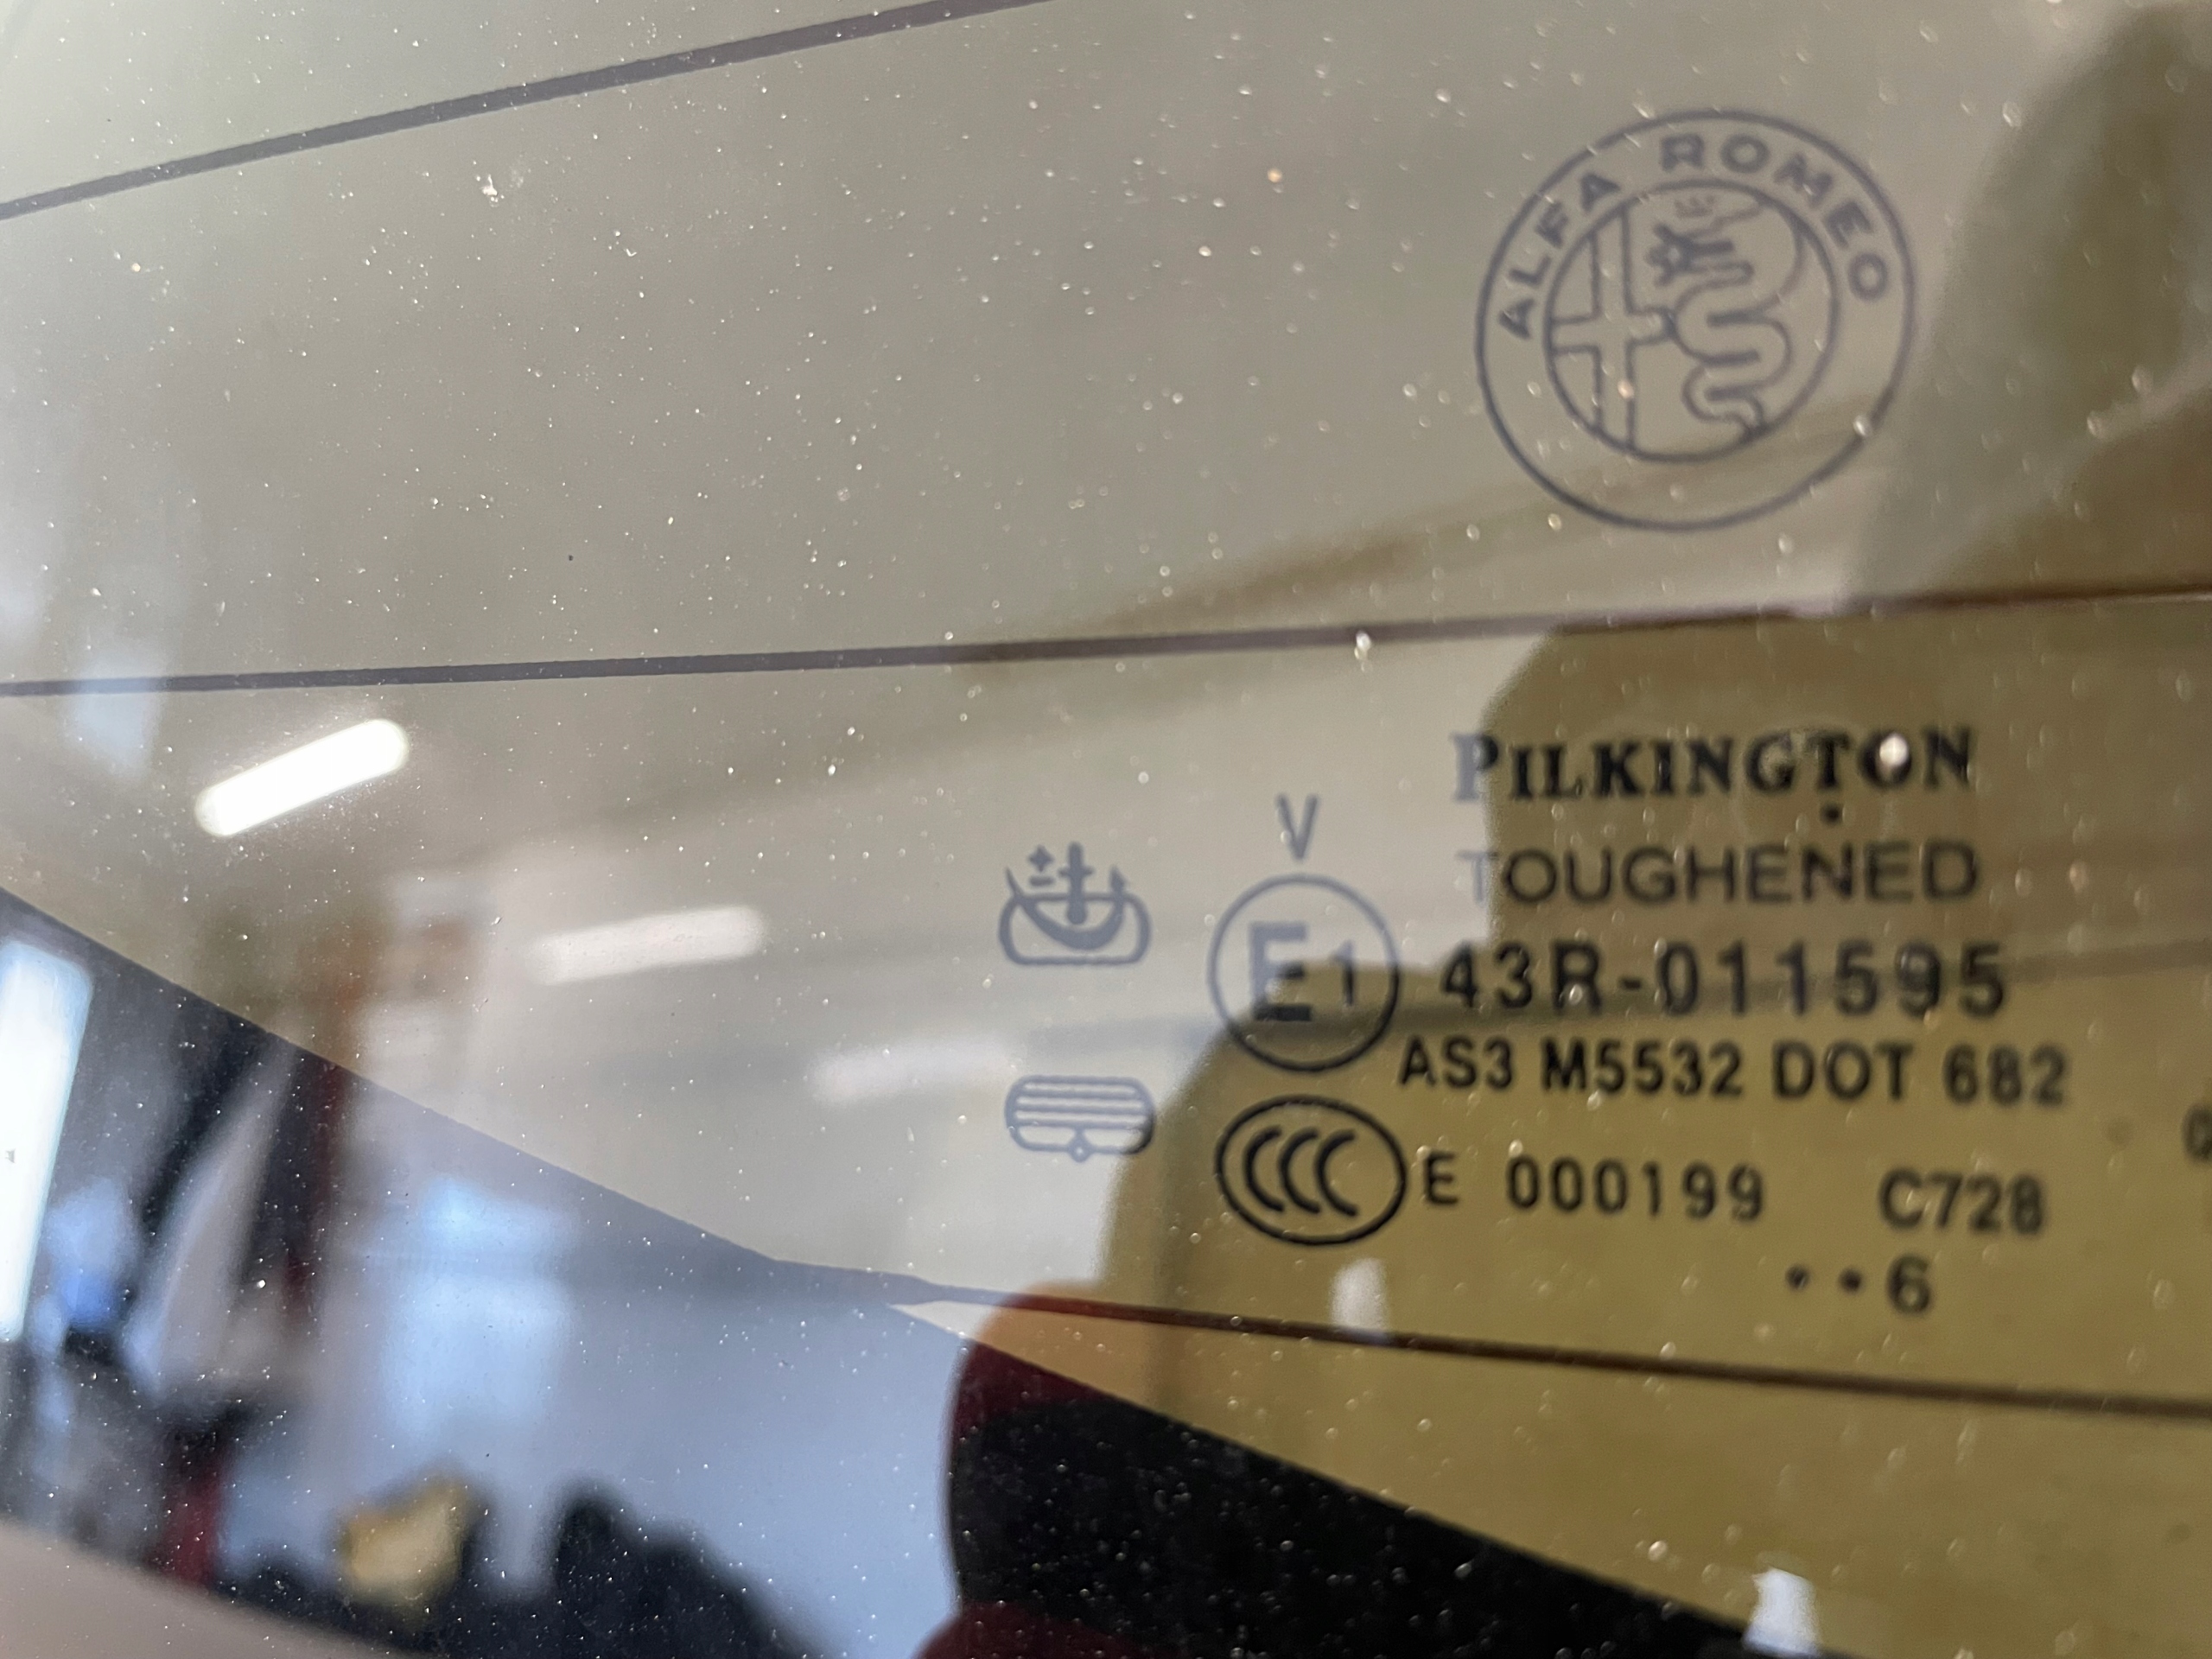 ALFA ROMEO
PILKINGTON
V
TOUGHENED
E1 43R-011595
AS3 M5532 DOT 682
CCC E 000199 C728
• • 6